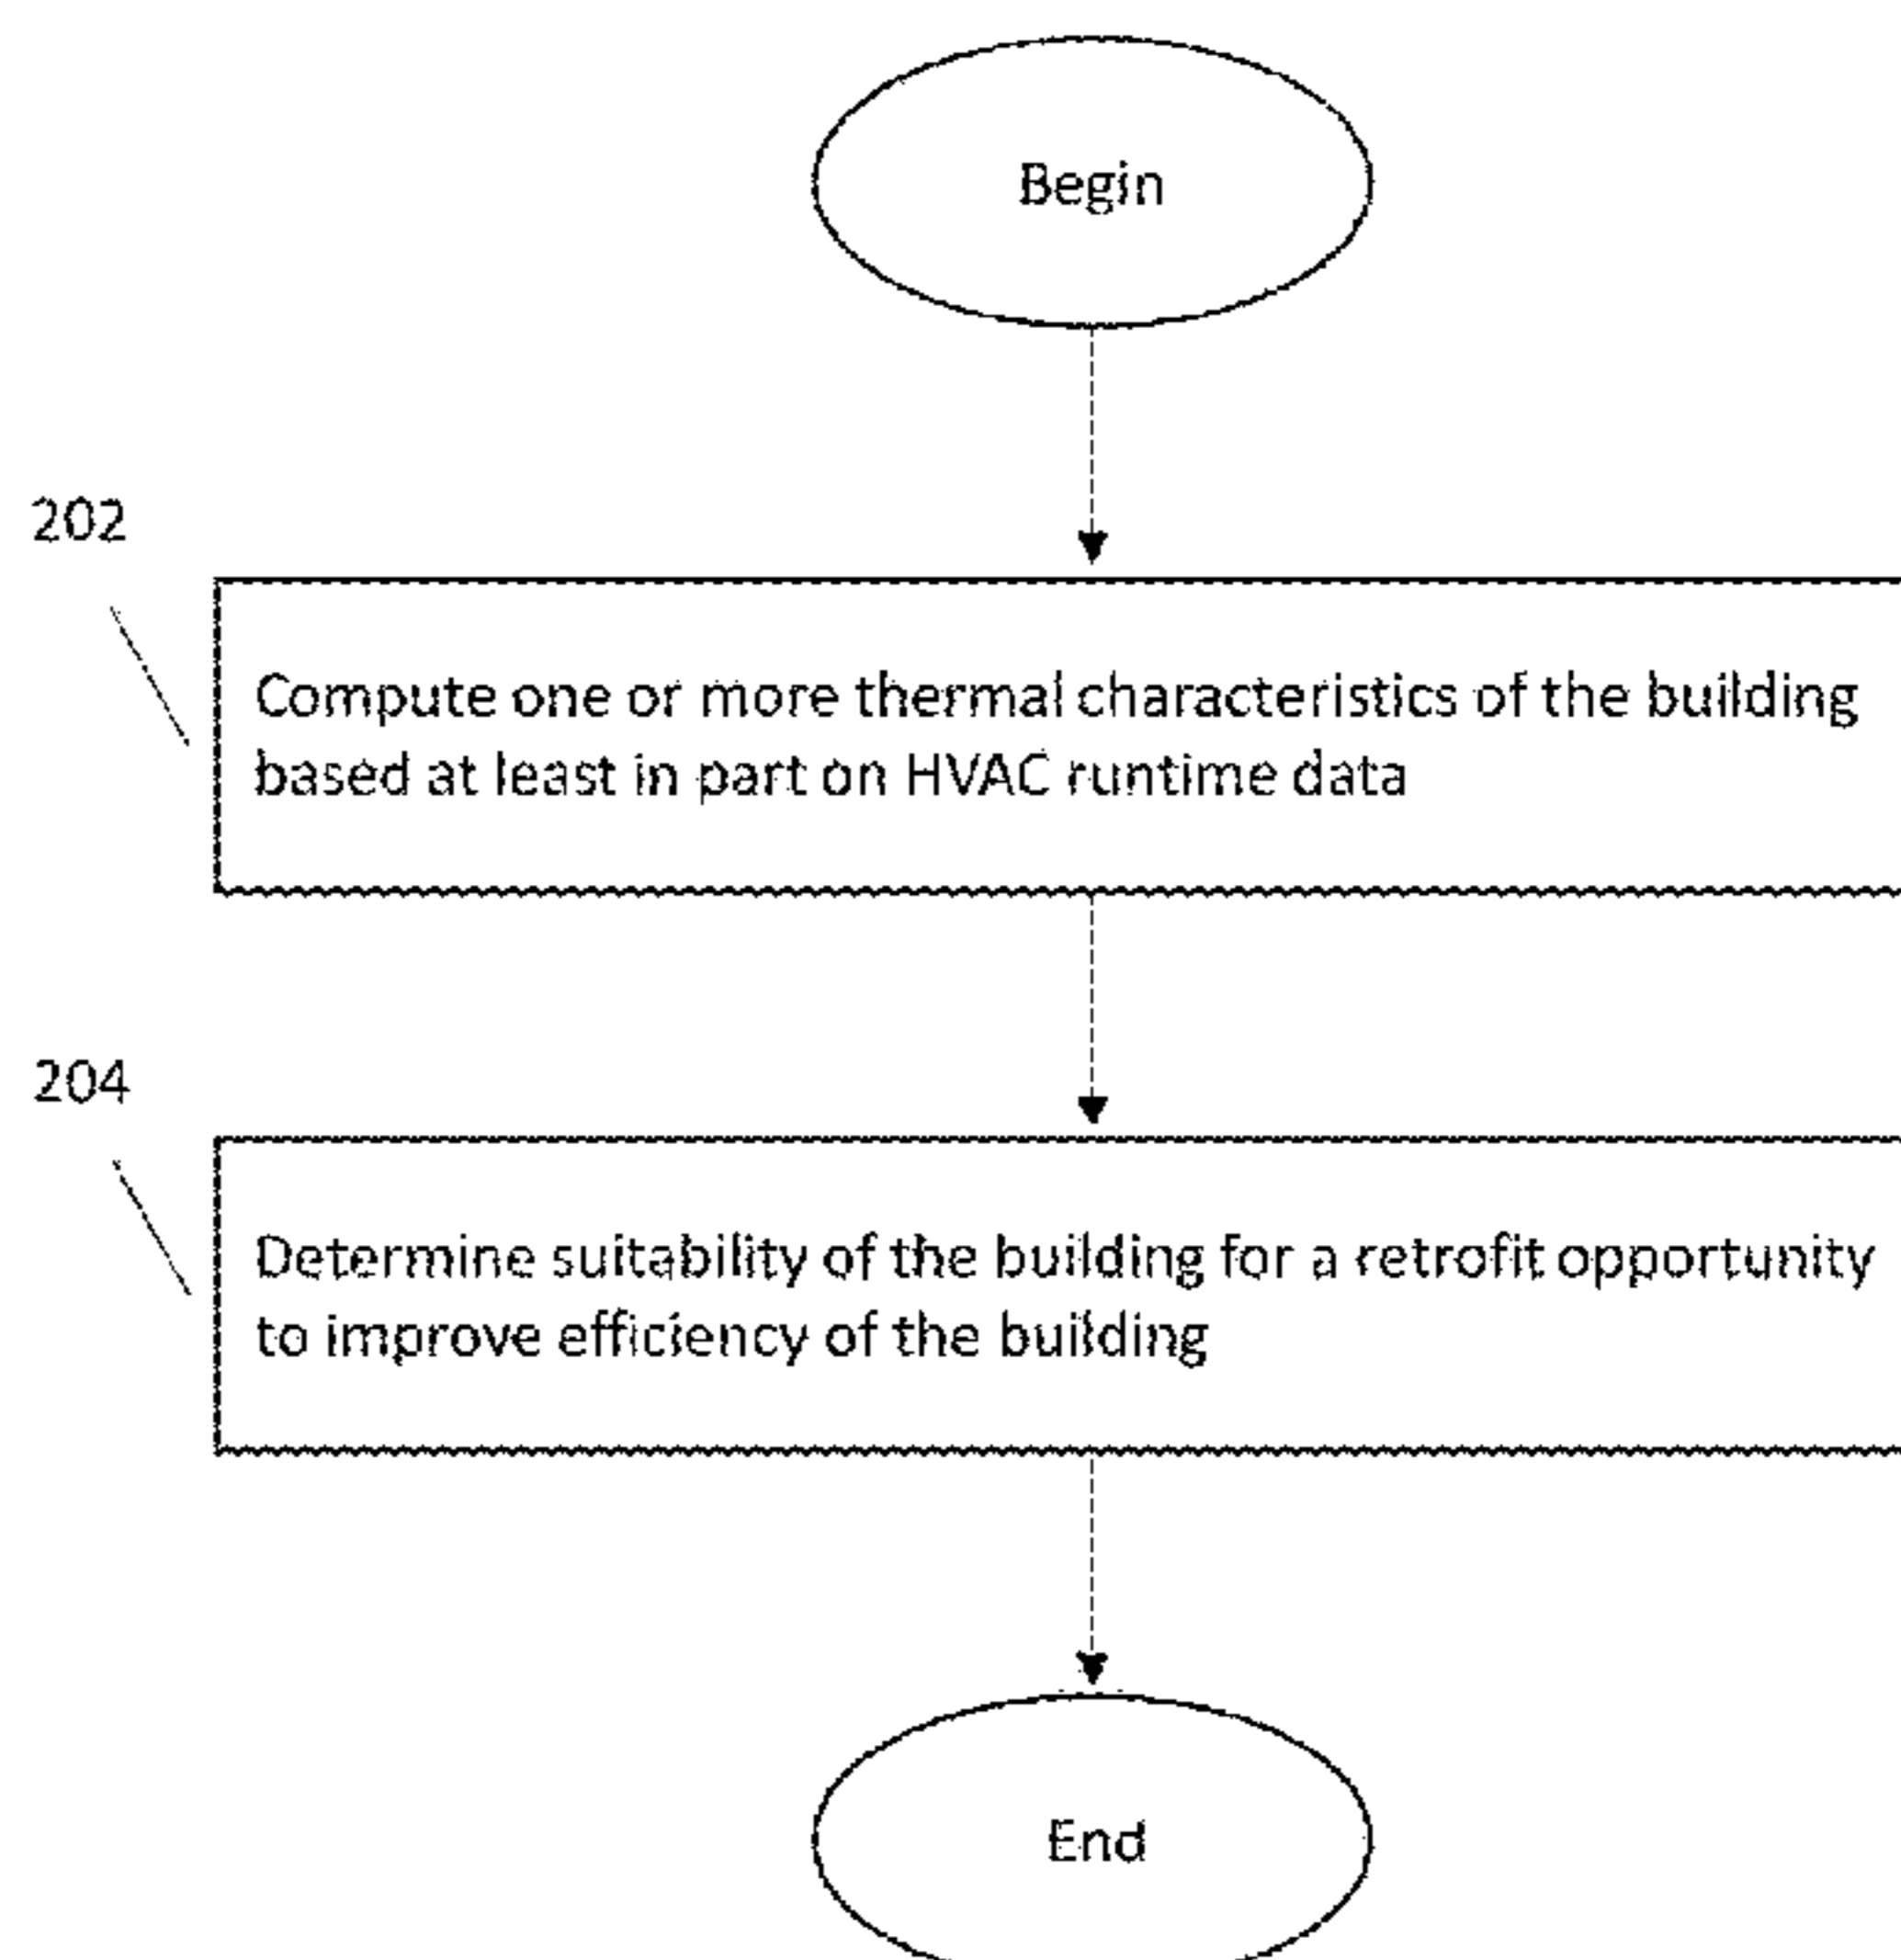 Begin
202
Compute one or more thermal characteristics of the building
based at least in part on HVAC runtime data
204
Determine suitability of the building for a retrofit opportunity
to improve efficiency of the building
End